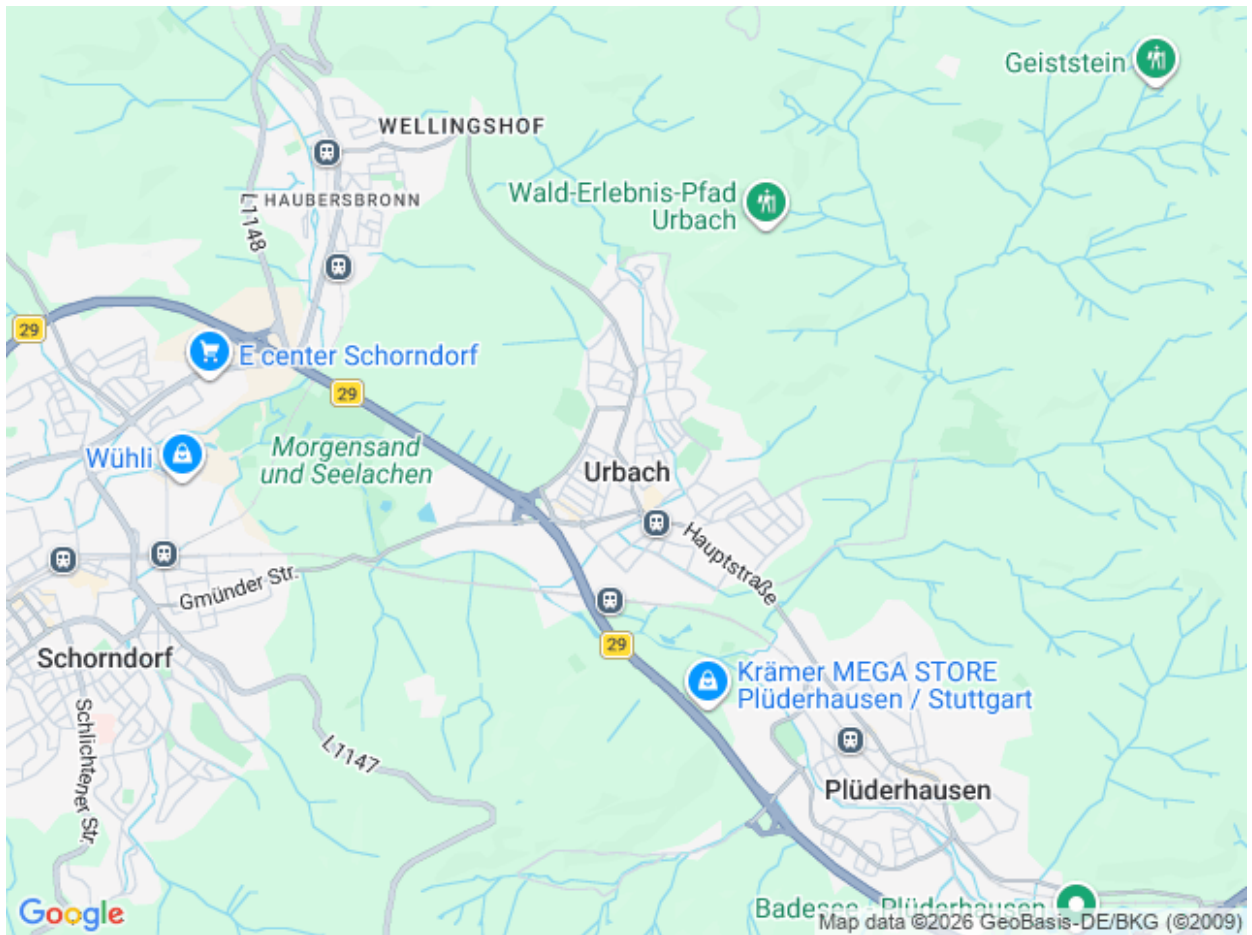 Geiststein
WELLINGSHOF
Wald-Erlebnis-Pfad
Urbach
HAUBERSBRONN
L1148
29
E center Schorndorf
29
Morgensand
und Seelachen
Wühli
Urbach
Hauptstraße
Gmünder Str.
Schorndorf
29
Krämer MEGA STORE
Plüderhausen / Stuttgart
Schlichtener Str.
L1147
Plüderhausen
Google
Badesee - Plüderhausen
Map data ©2026 GeoBasis-DE/BKG (©2009)